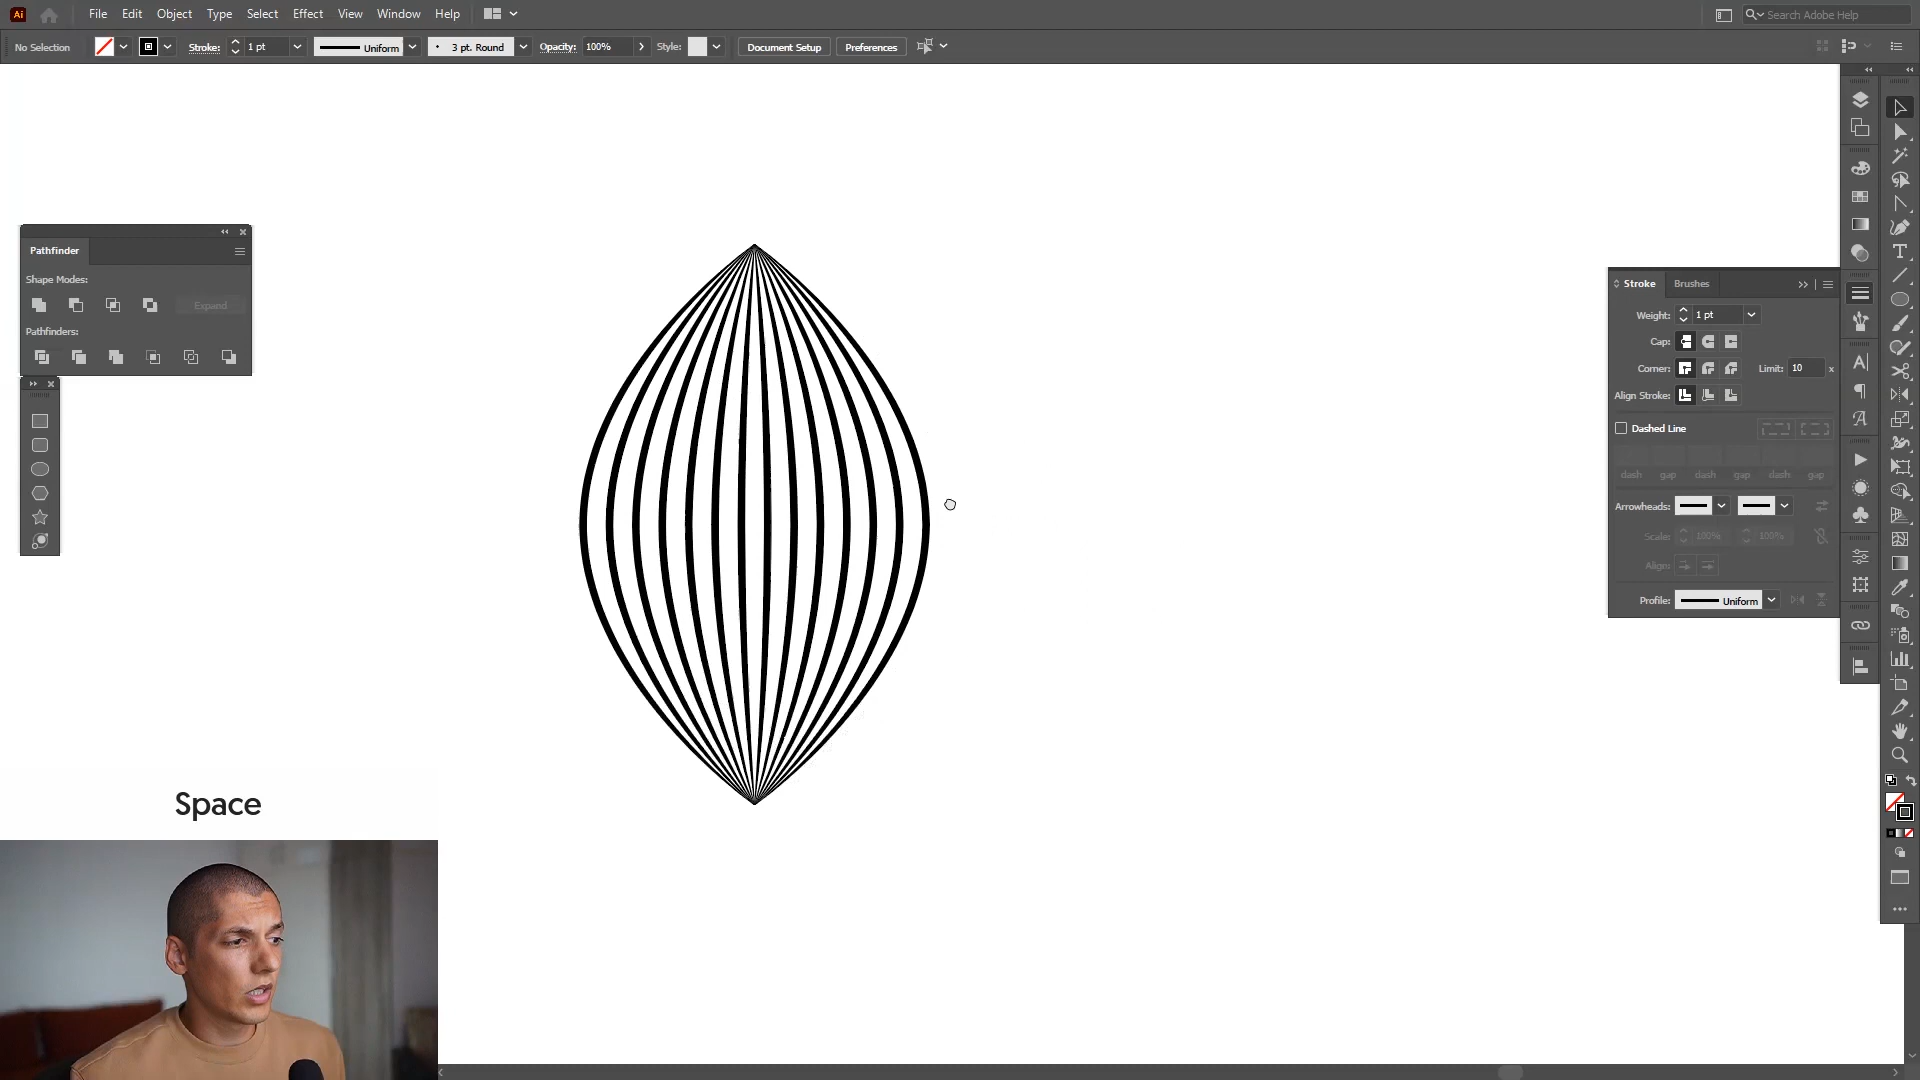 Ai File Edit Object Type Select Effect View Window Help Search Adobe Help
No Selection Stroke: 1 pt Uniform 3 pt. Round Opacity: 100% Style: Document Setup Preferences
Pathfinder
Shape Modes:
Expand
Pathfinders:
Stroke Brushes
Weight: 1 pt
Cap:
Corner: Limit: 10 x
Align Stroke:
Dashed Line
dash gap dash gap dash gap
Arrowheads:
Scale: 100% 100%
Align:
Profile: Uniform
Space